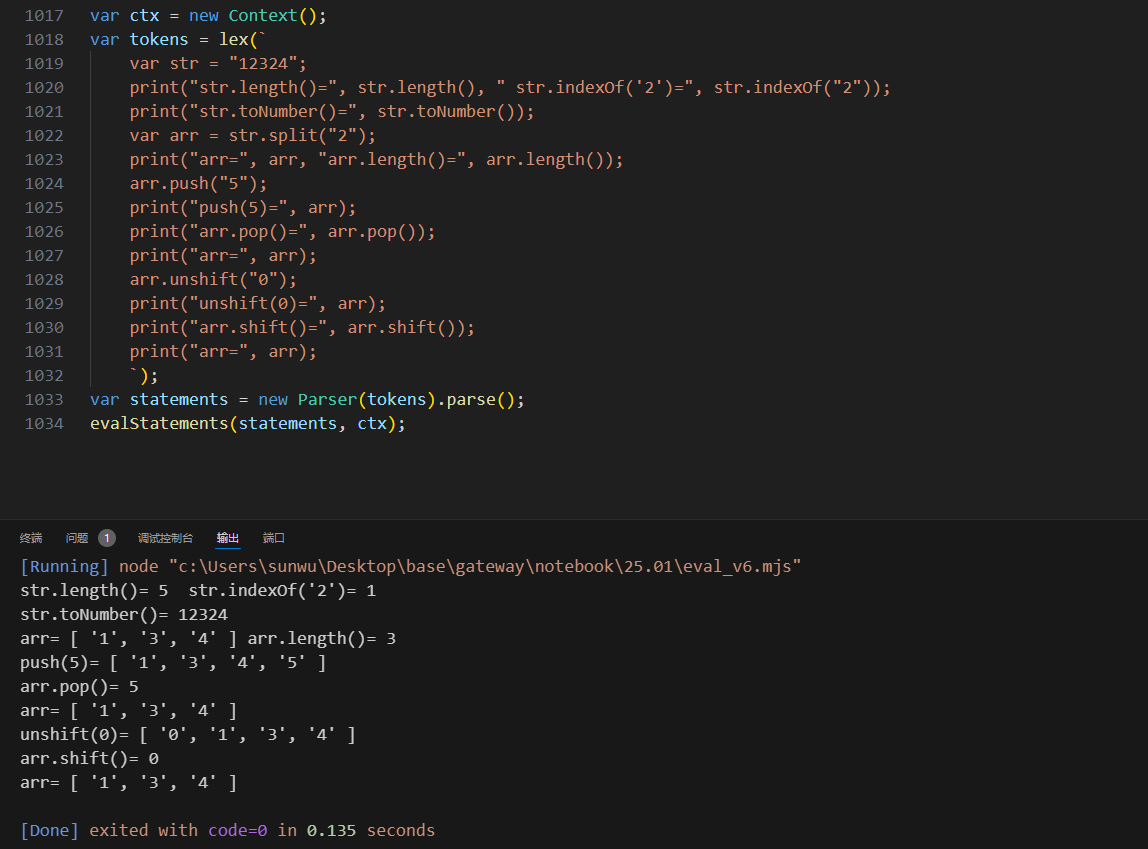 1017 var ctx = new Context();
1018 var tokens = lex(`
1019     var str = "12324";
1020     print("str.length()=", str.length(), " str.indexOf('2')=", str.indexOf("2"));
1021     print("str.toNumber()=", str.toNumber());
1022     var arr = str.split("2");
1023     print("arr=", arr, "arr.length()=", arr.length());
1024     arr.push("5");
1025     print("push(5)=", arr);
1026     print("arr.pop()=", arr.pop());
1027     print("arr=", arr);
1028     arr.unshift("0");
1029     print("unshift(0)=", arr);
1030     print("arr.shift()=", arr.shift());
1031     print("arr=", arr);
1032     `);
1033 var statements = new Parser(tokens).parse();
1034 evalStatements(statements, ctx);
终端 问题 1 调试控制台 输出 端口
[Running] node "c:\Users\sunwu\Desktop\base\gateway\notebook\25.01\eval_v6.mjs"
str.length()= 5  str.indexOf('2')= 1
str.toNumber()= 12324
arr= [ '1', '3', '4' ] arr.length()= 3
push(5)= [ '1', '3', '4', '5' ]
arr.pop()= 5
arr= [ '1', '3', '4' ]
unshift(0)= [ '0', '1', '3', '4' ]
arr.shift()= 0
arr= [ '1', '3', '4' ]
[Done] exited with code=0 in 0.135 seconds